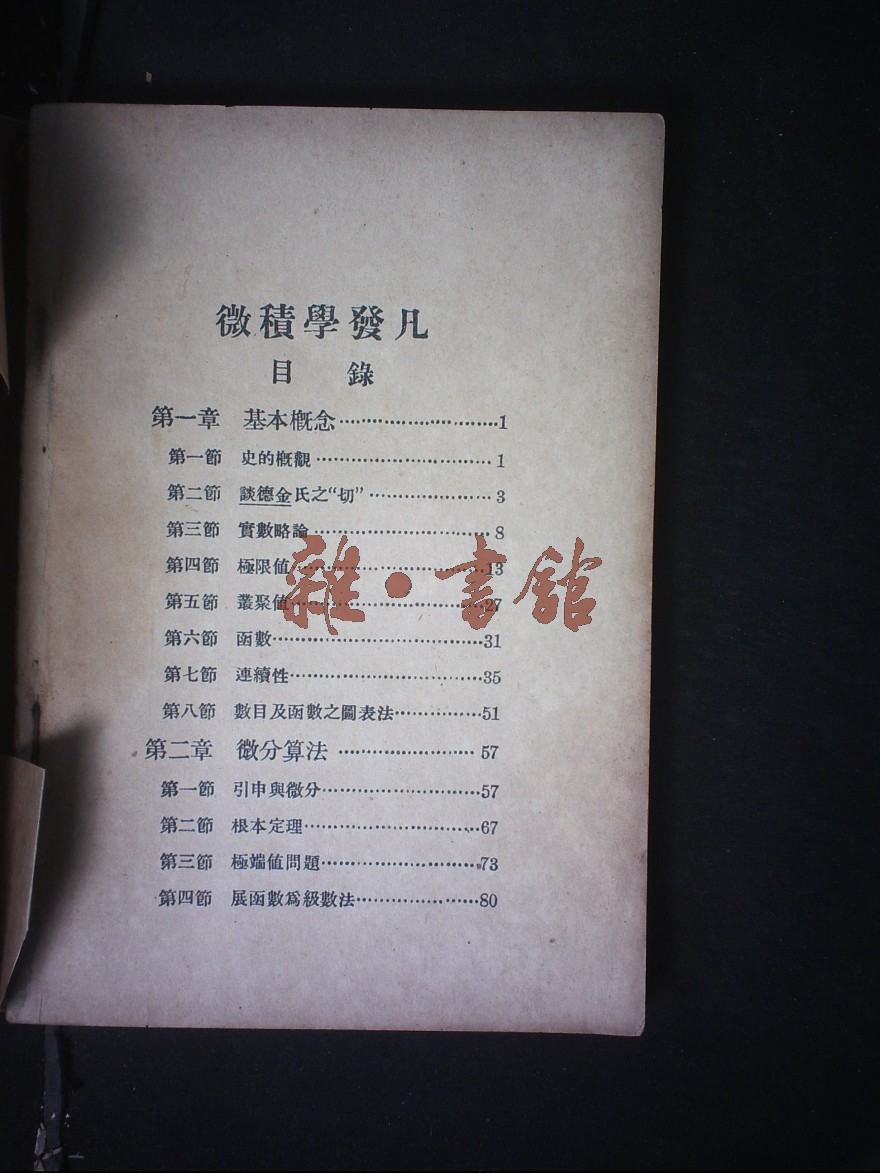 微積學發凡
目 錄
第一章 基本概念……………………1
第一節 史的概觀……………………1
第二節 談德金氏之“切”……………………3
第三節 實數略論……………………8
第四節 極限值……………………13
第五節 叢聚值……………………27
第六節 函數……………………31
第七節 連續性……………………35
第八節 數目及函數之圖表法……………51
第二章 微分算法……………………57
第一節 引申與微分……………………57
第二節 根本定理……………………67
第三節 極端值問題……………………73
第四節 展函數爲級數法……………………80
雜·書館